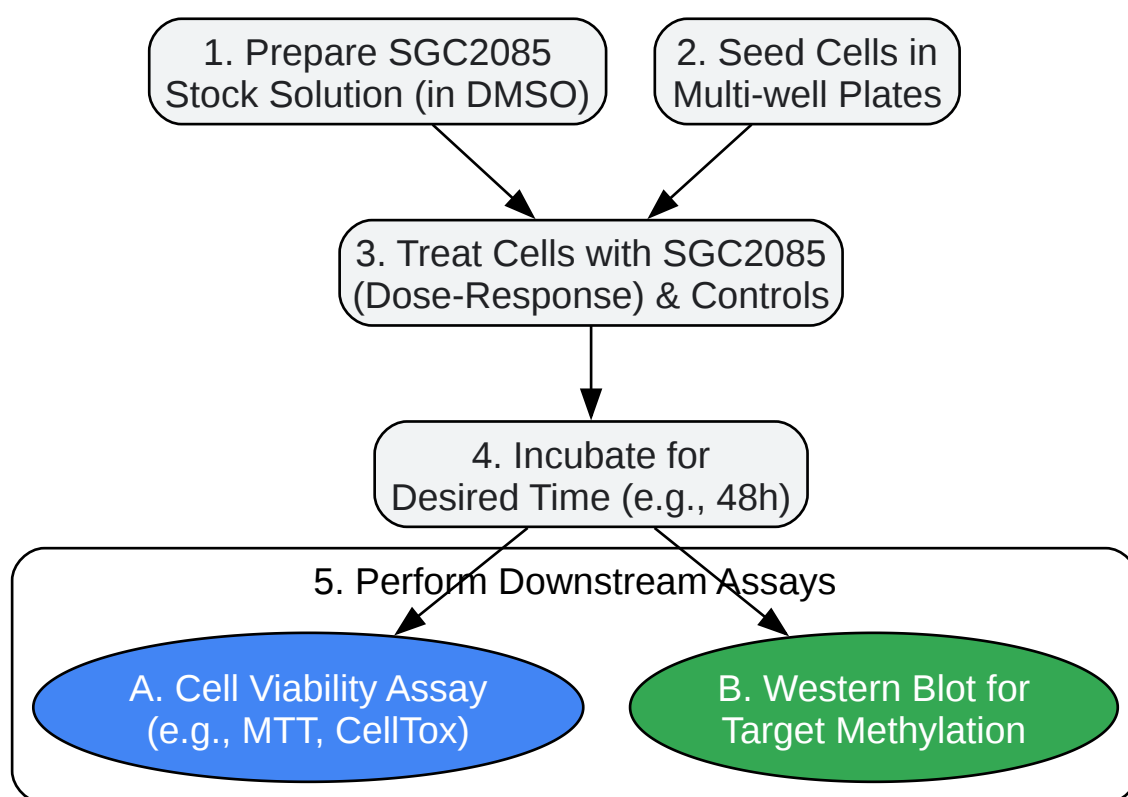 1. Prepare SGC2085
Stock Solution (in DMSO)
2. Seed Cells in
Multi-well Plates
3. Treat Cells with SGC2085
(Dose-Response) & Controls
4. Incubate for
Desired Time (e.g., 48h)
5. Perform Downstream Assays
A. Cell Viability Assay
(e.g., MTT, CellTox)
B. Western Blot for
Target Methylation